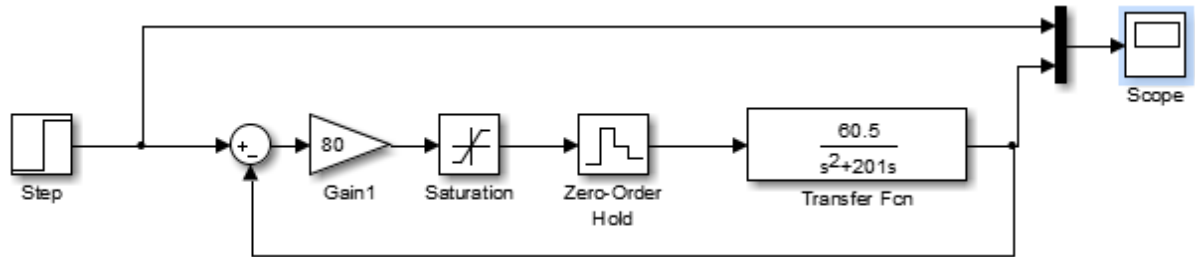 Scope
+
-
80
60.5
s2+201s
Step
Gain1
Saturation
Zero-Order
Hold
Transfer Fcn